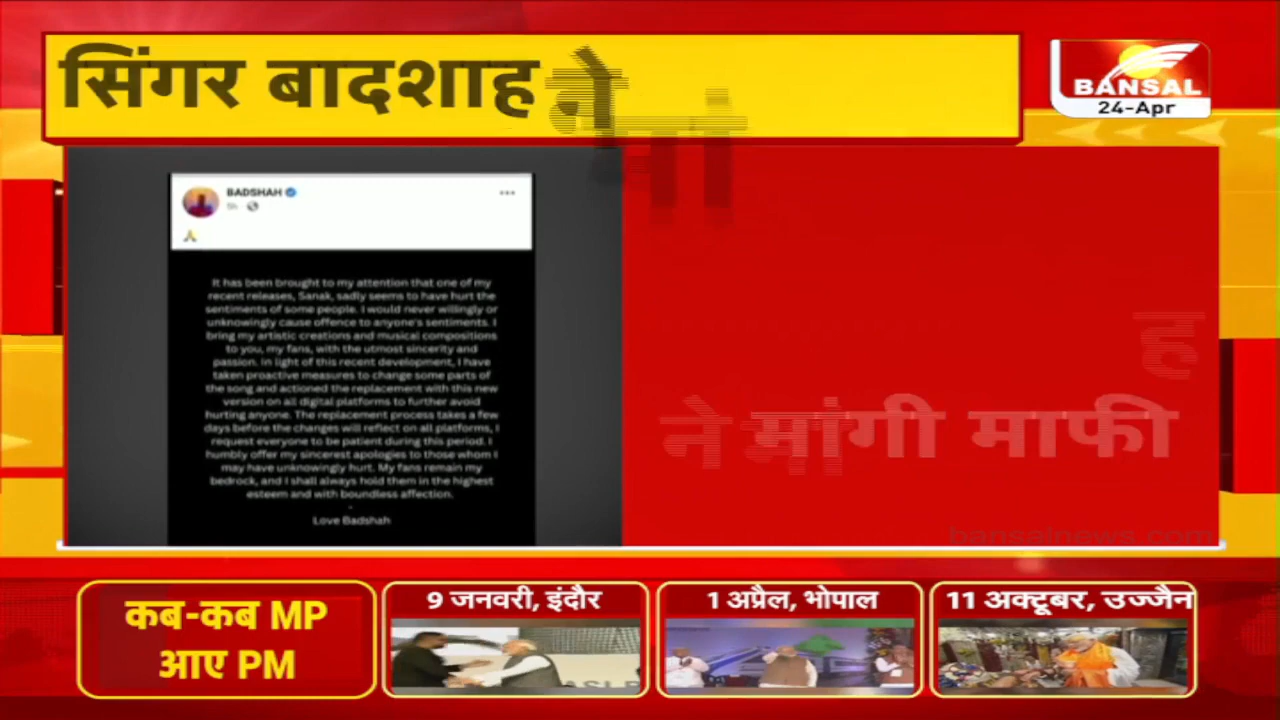 सिंगर बादशाह ने
BANSAL
24-Apr
BADSHAH
5h
It has been brought to my attention that one of my
recent releases, Sanak, sadly seems to have hurt the
sentiments of some people. I would never willingly or
unknowingly cause offence to anyone's sentiments. I
bring my artistic creations and musical compositions
to you, my fans, with the utmost sincerity and
passion. In light of this recent development, I have
taken proactive measures to change some parts of
the song and actioned the replacement with this new
version on all digital platforms to further avoid
hurting anyone. The replacement process takes a few
days before the changes will reflect on all platforms, I
request everyone to be patient during this period. I
humbly offer my sincerest apologies to those whom I
may have unknowingly hurt. My fans remain my
bedrock, and I shall always hold them in the highest
esteem and with boundless affection.
-
Love Badshah
ह
ने मांगी माफी
bansalnews.com
कब-कब MP
आए PM
9 जनवरी, इंदौर
1 अप्रैल, भोपाल
11 अक्टूबर, उज्जैन